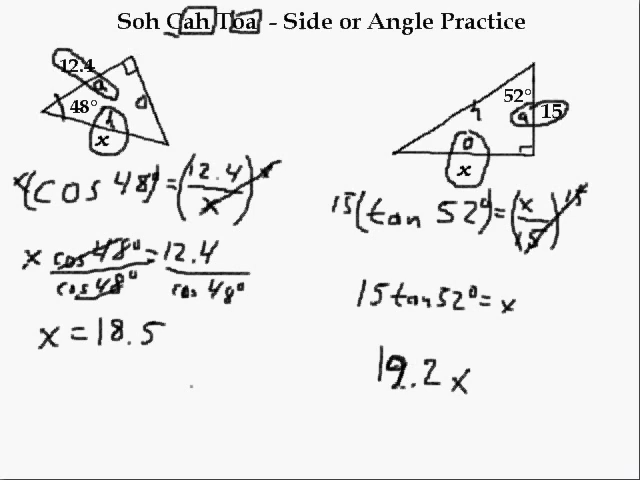 Soh Cah Toa - Side or Angle Practice
12.4
a
48°
h
o
x
52°
h
a 15
o
x
x(cos 48°) = (12.4/x) x
x cos 48° = 12.4
cos 48° cos 48°
x = 18.5
15(tan 52°) = (x/15) 15
15 tan 52° = x
19.2 x